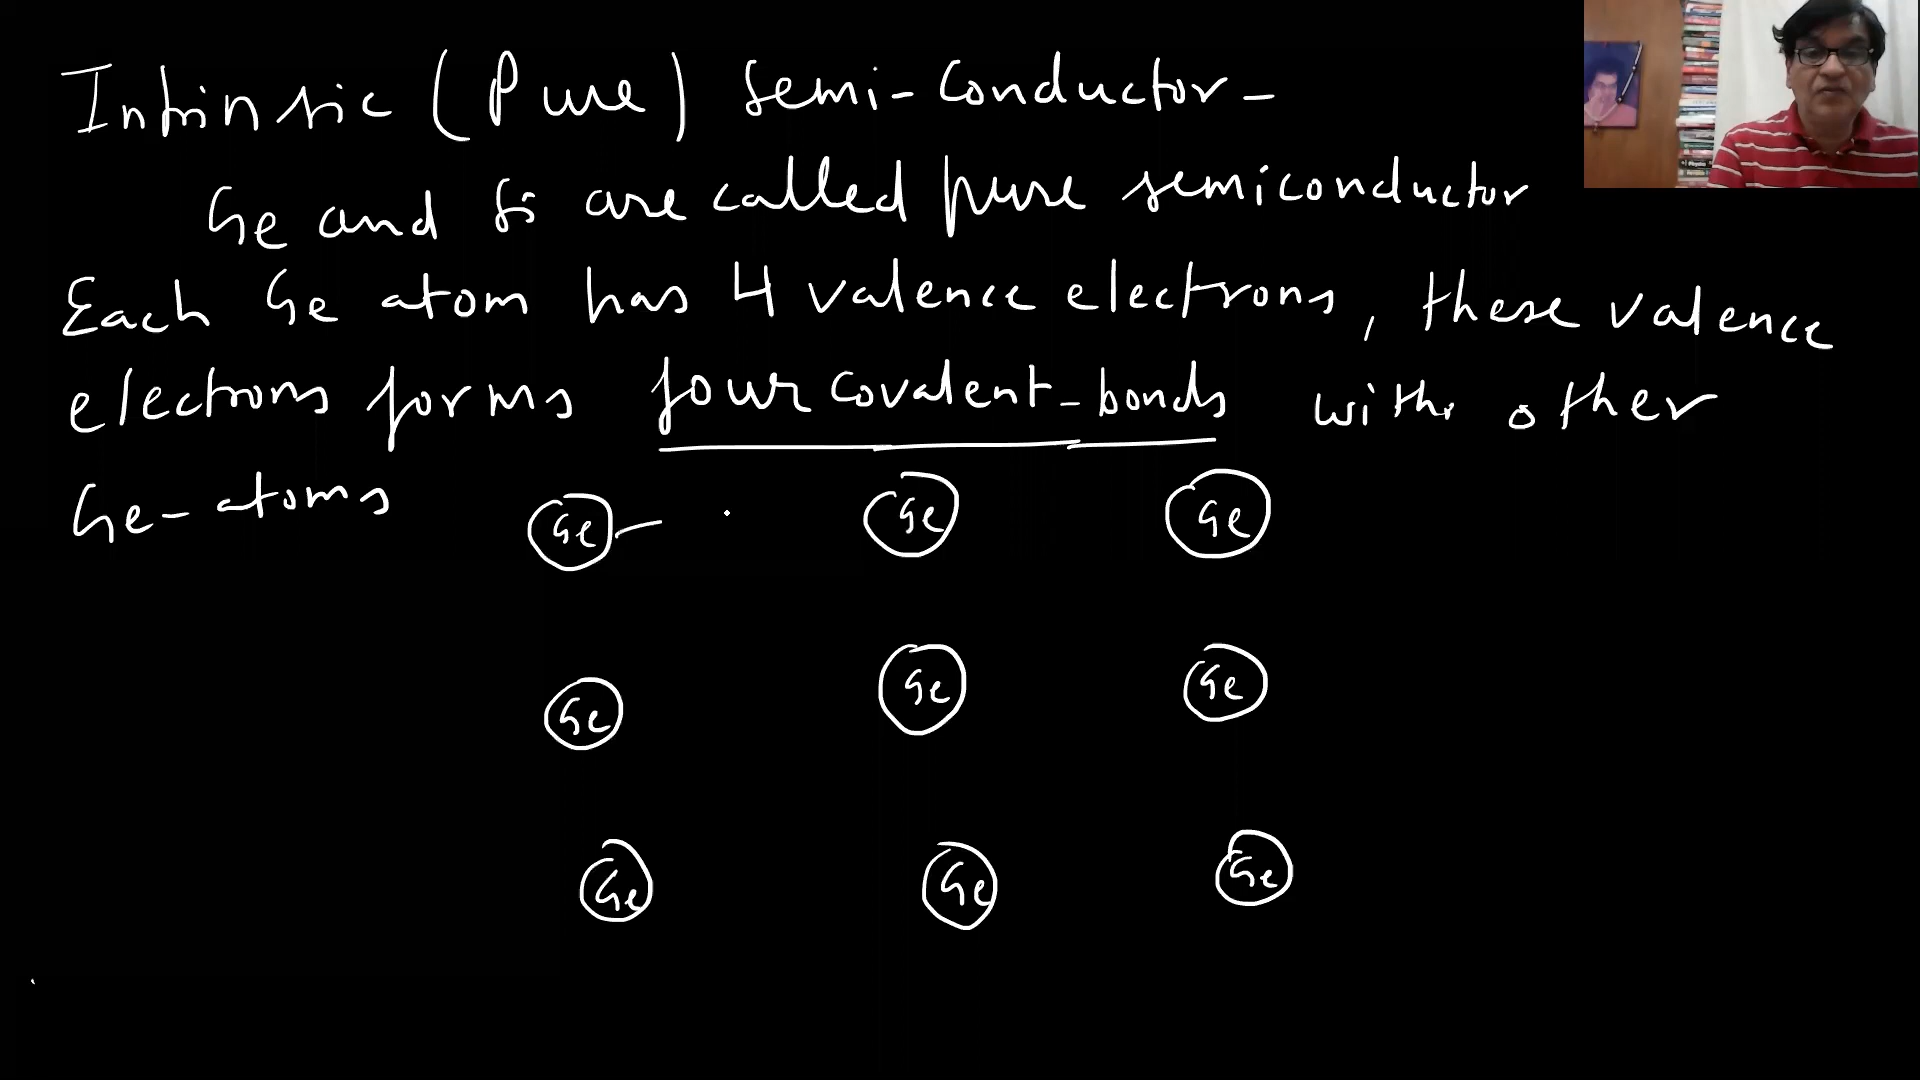 Intrinsic (Pure) Semi-Conductor-
Ge and Si are called pure semiconductor
Each Ge atom has 4 valence electrons, these valence
electrons forms four covalent-bonds with other
Ge-atoms
Ge Ge Ge
Ge Ge Ge
Ge Ge Ge